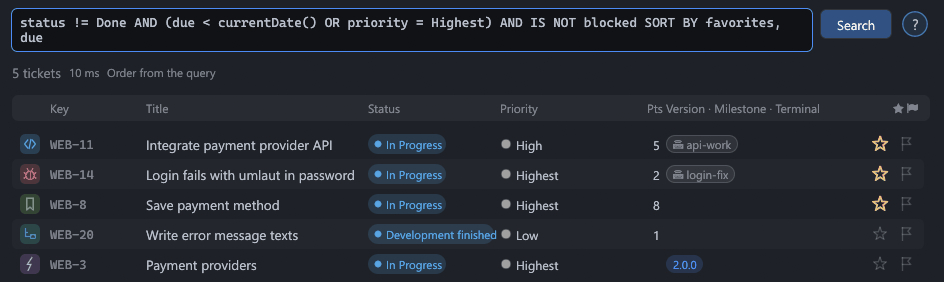 status != Done AND (due < currentDate() OR priority = Highest) AND IS NOT blocked SORT BY favorites,
due
Search
?
5 tickets 10 ms Order from the query
Key Title Status Priority Pts Version · Milestone · Terminal
WEB-11 Integrate payment provider API In Progress High 5 api-work
WEB-14 Login fails with umlaut in password In Progress Highest 2 login-fix
WEB-8 Save payment method In Progress Highest 8
WEB-20 Write error message texts Development finished Low 1
WEB-3 Payment providers In Progress Highest 2.0.0